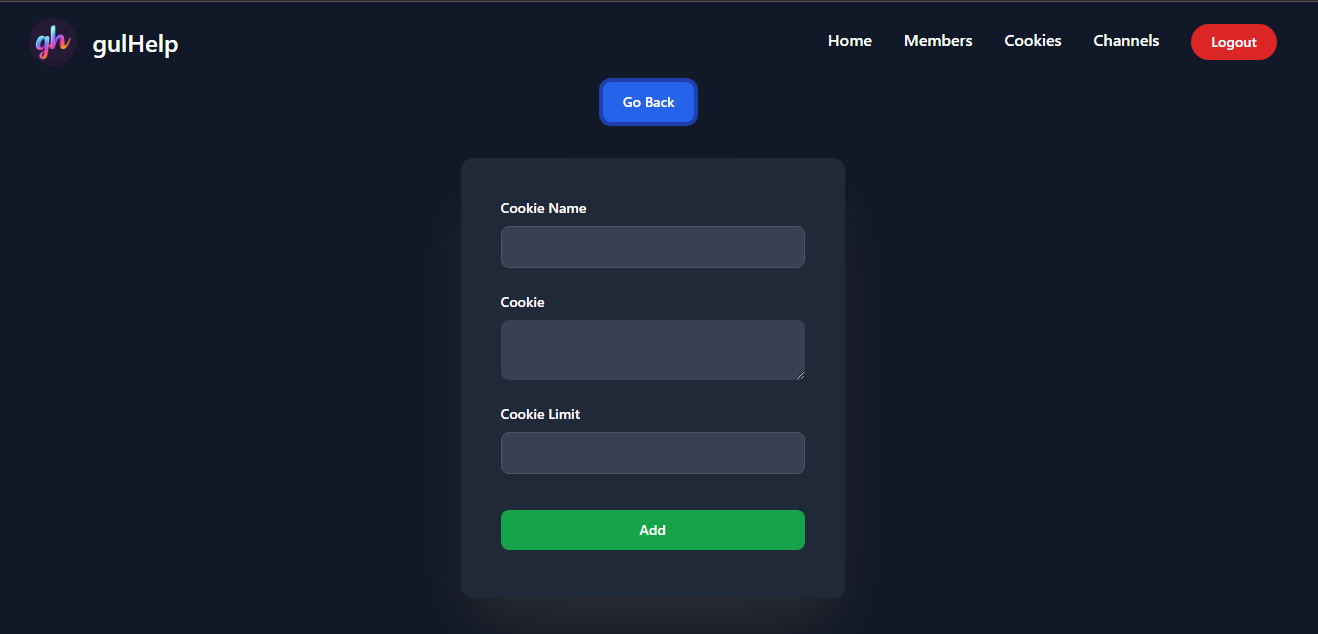 gh
gulHelp
Home
Members
Cookies
Channels
Logout
Go Back
Cookie Name
Cookie
Cookie Limit
Add